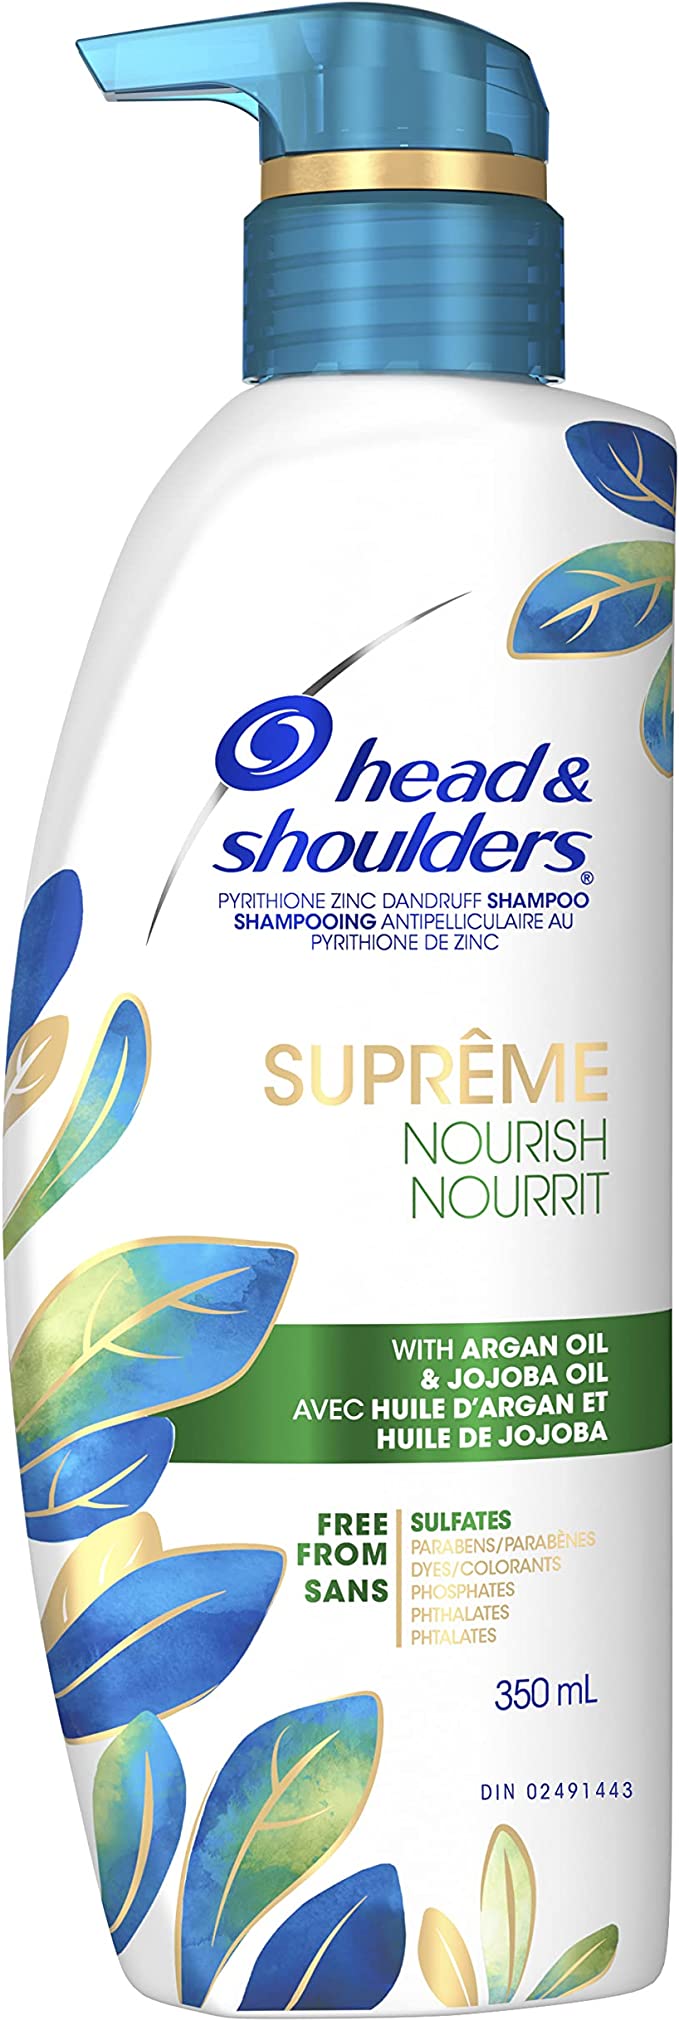 head &
shoulders®
PYRITHIONE ZINC DANDRUFF SHAMPOO
SHAMPOOING ANTIPELLICULAIRE AU
PYRITHIONE DE ZINC
SUPRÊME
NOURISH
NOURRIT
WITH ARGAN OIL
& JOJOBA OIL
AVEC HUILE D'ARGAN ET
HUILE DE JOJOBA
FREE
FROM
SANS
SULFATES
PARABENS/PARABÈNES
DYES/COLORANTS
PHOSPHATES
PHTHALATES
PHTALATES
350 mL
DIN 02491443